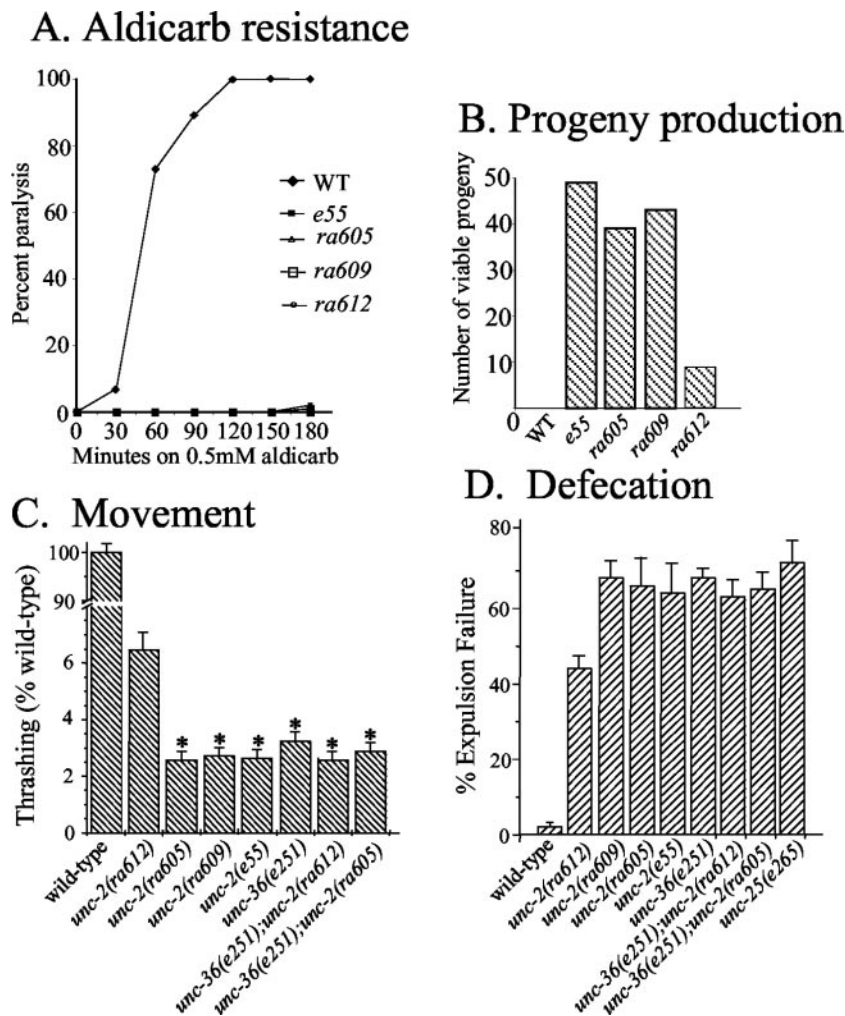 A. Aldicarb resistance
Percent paralysis
100
80
60
40
20
0
0 30 60 90 120 150 180
Minutes on 0.5mM aldicarb
WT
e55
ra605
ra609
ra612
B. Progeny production
Number of viable progeny
50
40
30
20
10
0
WT e55 ra605 ra609 ra612
C. Movement
Thrashing (% wild-type)
100
90
6
4
2
0
* * * * * *
wild-type
unc-2(ra612)
unc-2(ra605)
unc-2(ra609)
unc-2(e55)
unc-36(e251)
unc-36(e251);unc-2(ra612)
unc-36(e251);unc-2(ra605)
D. Defecation
% Expulsion Failure
80
60
40
20
0
wild-type
unc-2(ra612)
unc-2(ra609)
unc-2(ra605)
unc-2(e55)
unc-36(e251)
unc-36(e251);unc-2(ra612)
unc-36(e251);unc-2(ra605)
unc-25(e265)